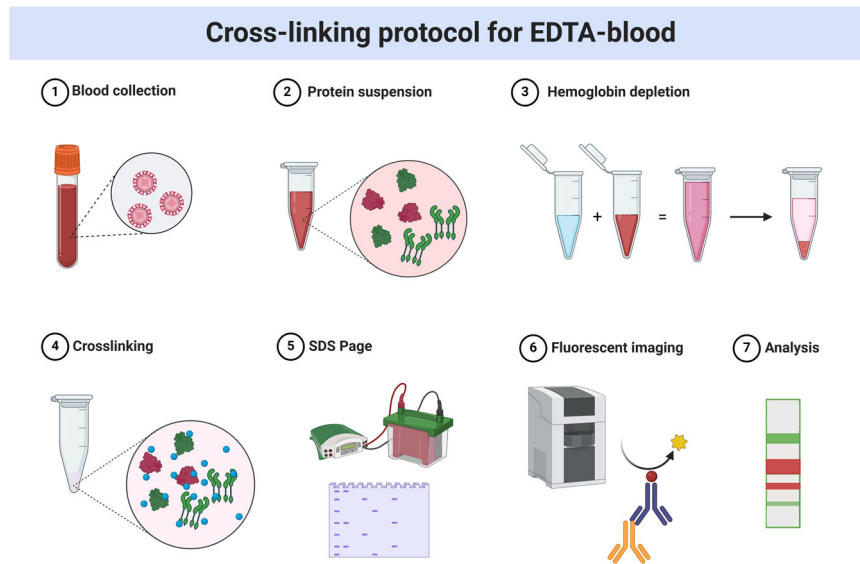 Cross-linking protocol for EDTA-blood
1 Blood collection
2 Protein suspension
3 Hemoglobin depletion
+ =
4 Crosslinking
5 SDS Page
6 Fluorescent imaging
7 Analysis